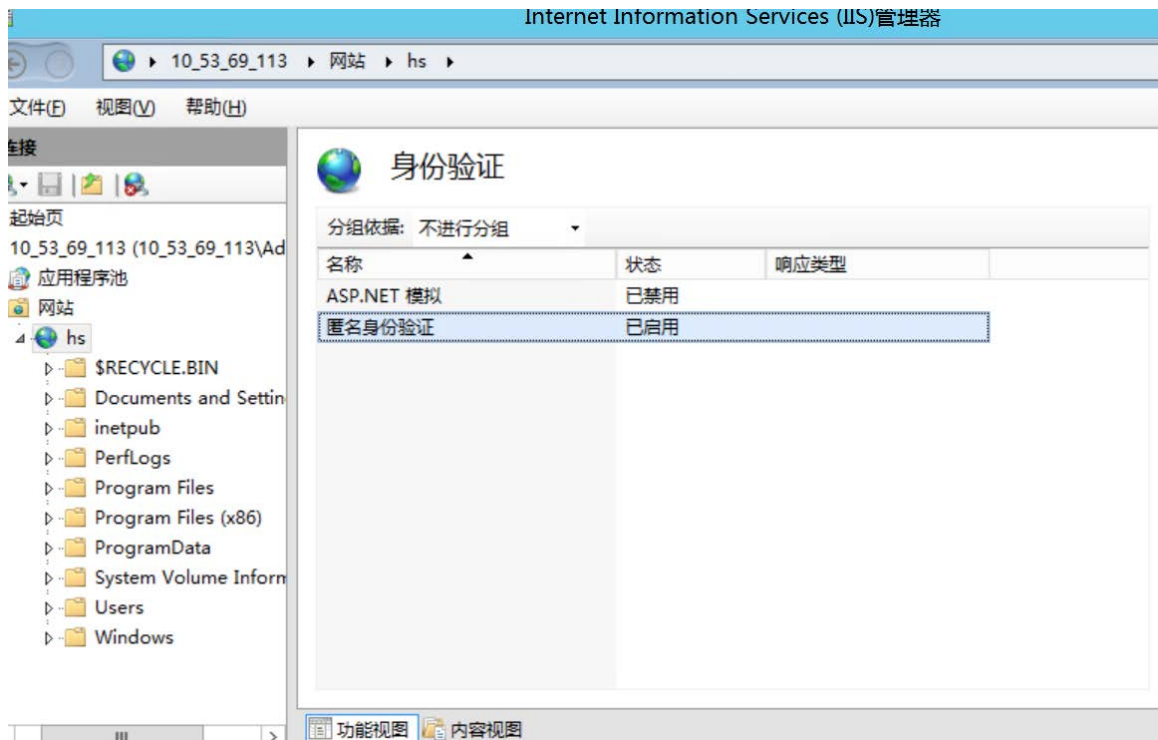 Internet Information Services (IIS)管理器
10_53_69_113 网站 hs
文件(F) 视图(V) 帮助(H)
连接
身份验证
起始页
10_53_69_113 (10_53_69_113\Ad
应用程序池
网站
hs
$RECYCLE.BIN
Documents and Settin
inetpub
PerfLogs
Program Files
Program Files (x86)
ProgramData
System Volume Inform
Users
Windows
分组依据: 不进行分组
名称 状态 响应类型
ASP.NET 模拟 已禁用
匿名身份验证 已启用
功能视图 内容视图